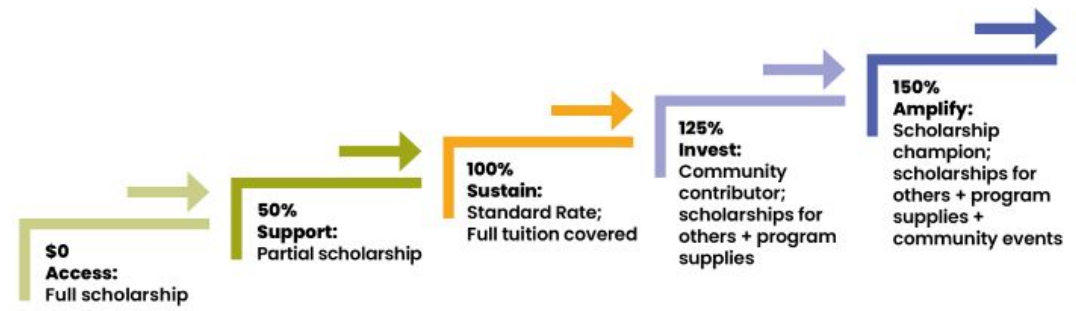 $0
Access:
Full scholarship
50%
Support:
Partial scholarship
100%
Sustain:
Standard Rate;
Full tuition covered
125%
Invest:
Community
contributor;
scholarships for
others + program
supplies
150%
Amplify:
Scholarship
champion;
scholarships for
others + program
supplies +
community events